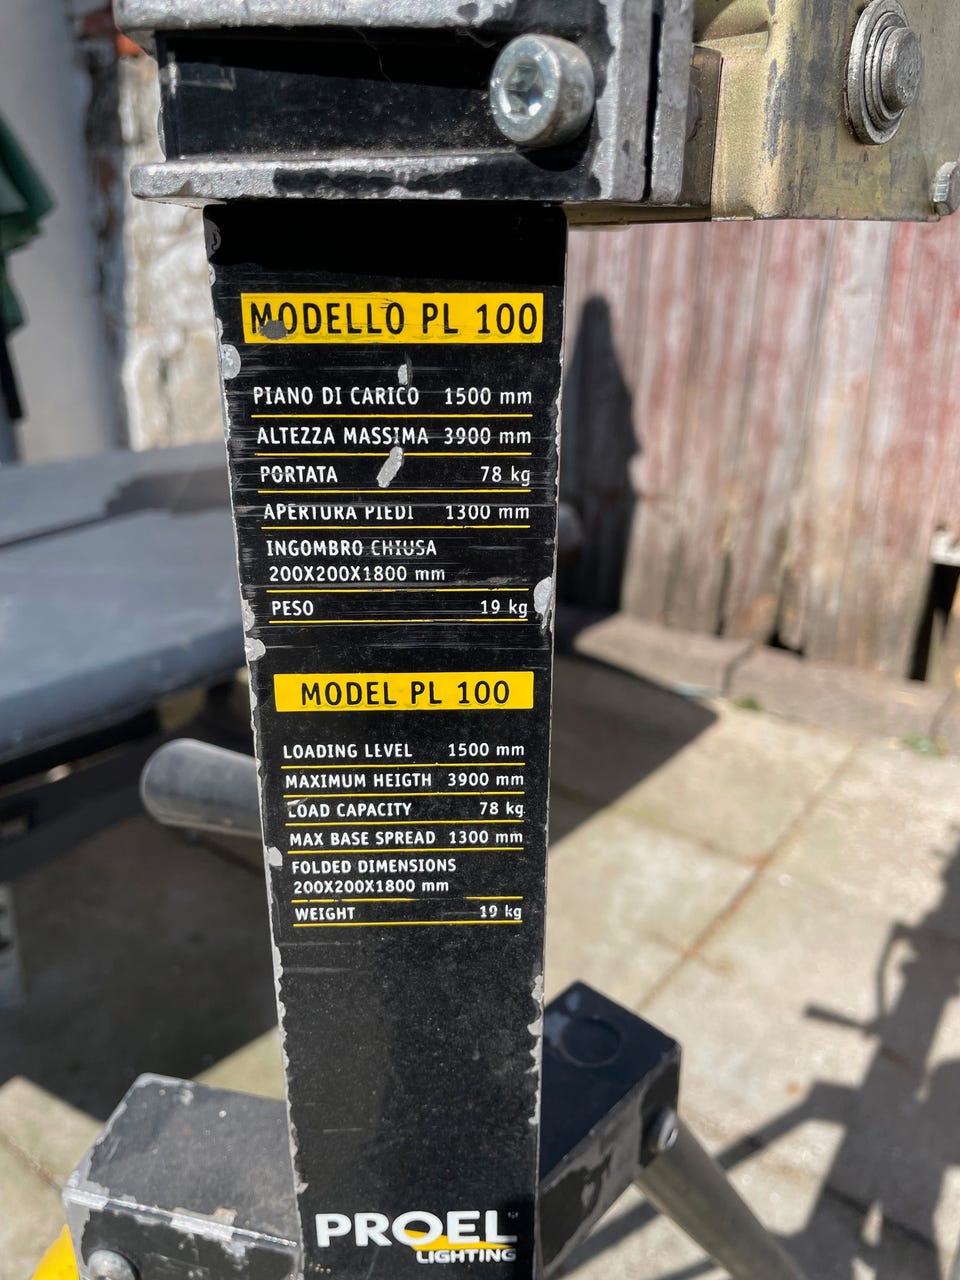 MODELLO PL 100
PIANO DI CARICO 1500 mm
ALTEZZA MASSIMA 3900 mm
PORTATA 78 kg
APERTURA PIEDI 1300 mm
INGOMBRO CHIUSA
200X200X1800 mm
PESO 19 kg
MODEL PL 100
LOADING LEVEL 1500 mm
MAXIMUM HEIGTH 3900 mm
LOAD CAPACITY 78 kg
MAX BASE SPREAD 1300 mm
FOLDED DIMENSIONS
200X200X1800 mm
WEIGHT 19 kg
PROEL
LIGHTING